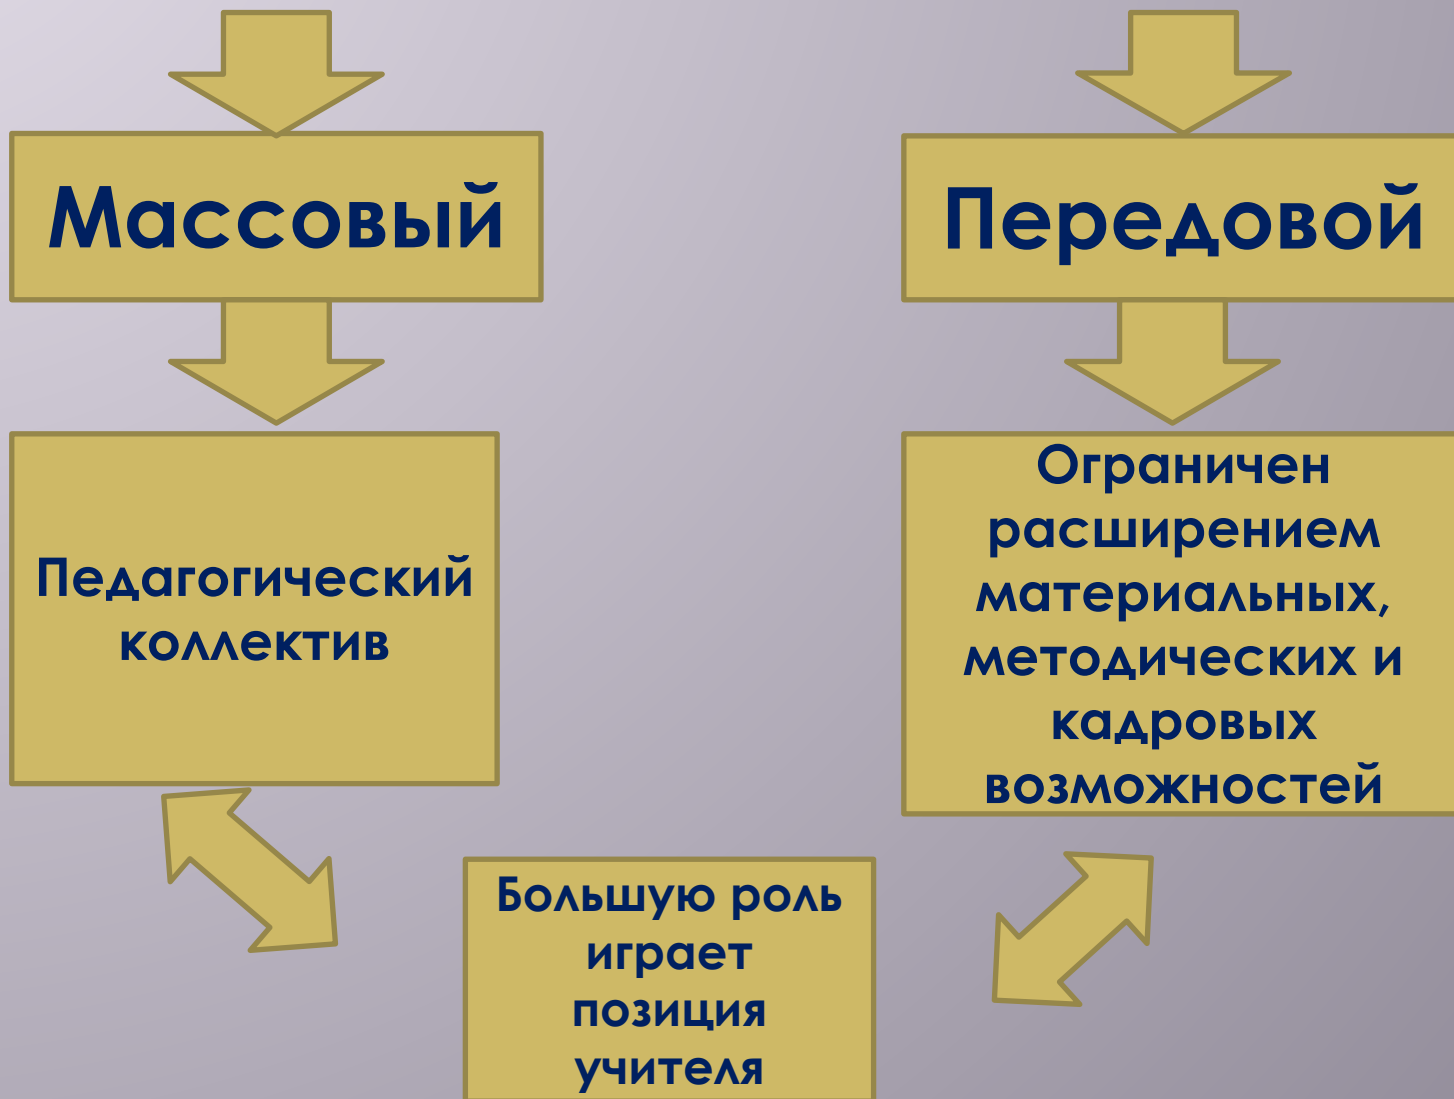 Массовый
Передовой
Педагогический
коллектив
Ограничен
расширением
материальных,
методических и
кадровых
возможностей
Большую роль
играет
позиция
учителя